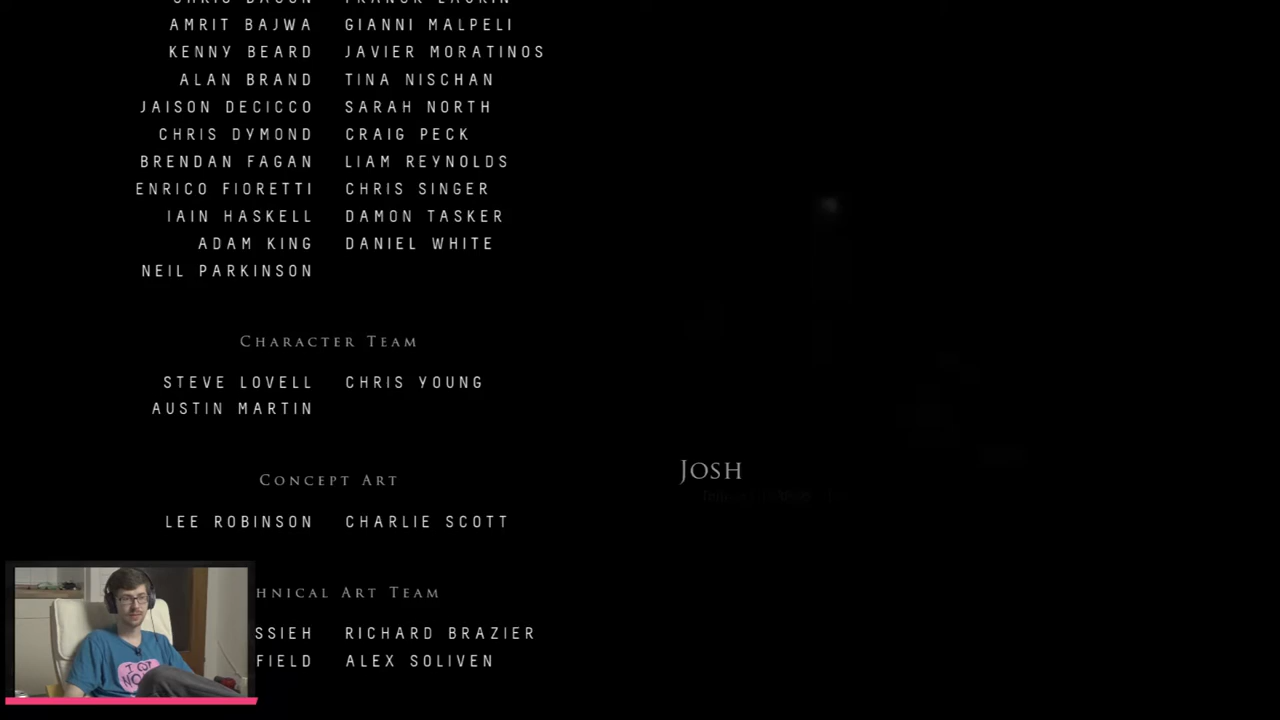 AMRIT BAJWA GIANNI MALPELI
KENNY BEARD JAVIER MORATINOS
ALAN BRAND TINA NISCHAN
JAISON DECICCO SARAH NORTH
CHRIS DYMOND CRAIG PECK
BRENDAN FAGAN LIAM REYNOLDS
ENRICO FIORETTI CHRIS SINGER
IAIN HASKELL DAMON TASKER
ADAM KING DANIEL WHITE
NEIL PARKINSON
CHARACTER TEAM
STEVE LOVELL CHRIS YOUNG
AUSTIN MARTIN
CONCEPT ART
LEE ROBINSON CHARLIE SCOTT
HNICAL ART TEAM
SSIEH RICHARD BRAZIER
FIELD ALEX SOLIVEN
JOSH